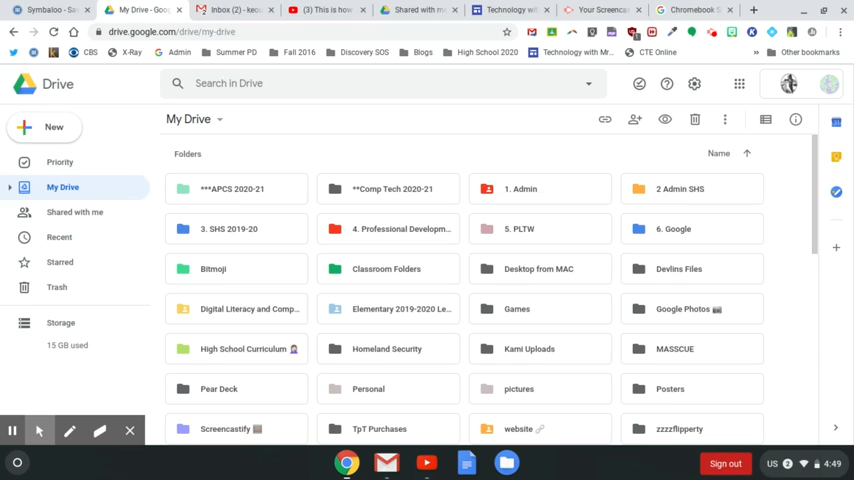 Symbaloo - Sa
My Drive - Goog
Inbox (2) - keou
(3) This is how
Shared with me
Technology with
Your Screencas
Google
Chromebook S
drive.google.com/drive/my-drive
CBS
X-Ray
Admin
Summer PD
Fall 2016
Discovery SOS
Blogs
High School 2020
Technology with Mr...
CTE Online
»
Other bookmarks
Drive
Search in Drive
New
My Drive
Priority
My Drive
Shared with me
Recent
Starred
Trash
Storage
15 GB used
Folders
Name
***APCS 2020-21
**Comp Tech 2020-21
1. Admin
2 Admin SHS
3. SHS 2019-20
4. Professional Developm...
5. PLTW
6. Google
Bitmoji
Classroom Folders
Desktop from MAC
Devlins Files
Digital Literacy and Comp...
Elementary 2019-2020 Le...
Games
Google Photos
High School Curriculum
Homeland Security
Kami Uploads
MASSCUE
Pear Deck
Personal
pictures
Posters
Screencastify
TpT Purchases
website
zzzzflipperty
Sign out
US
2
4:49